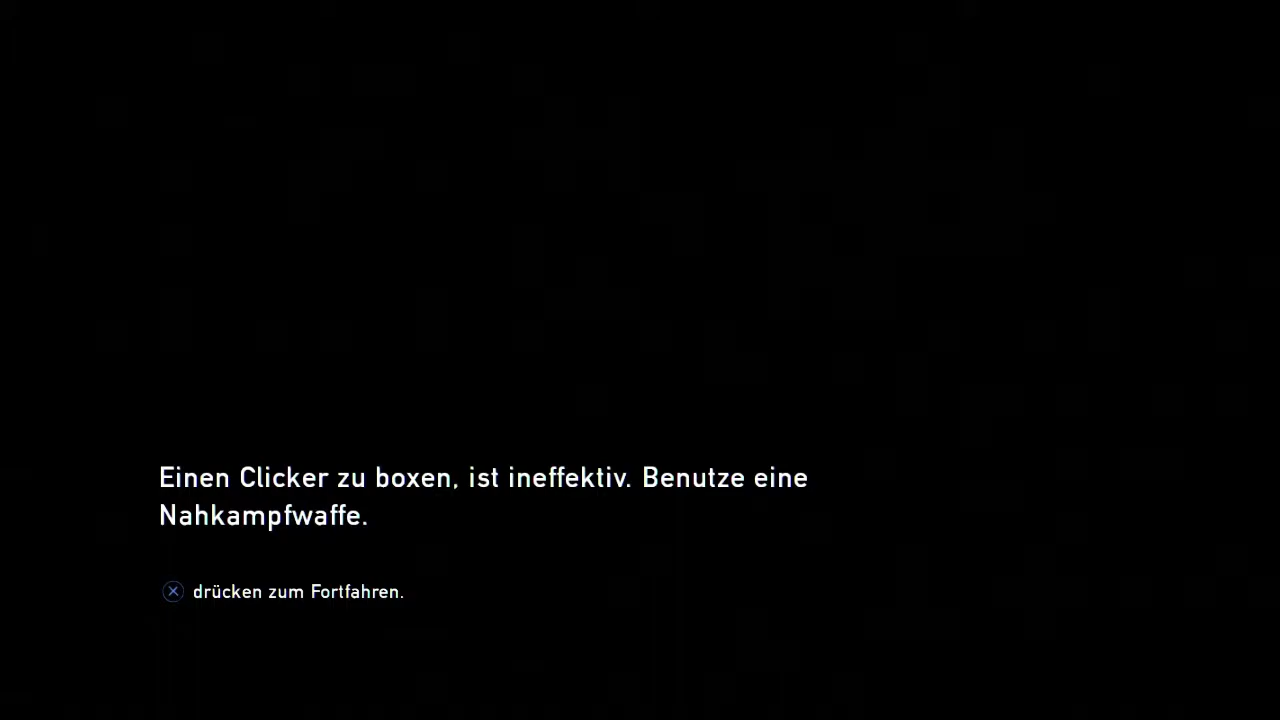 Einen Clicker zu boxen, ist ineffektiv. Benutze eine
Nahkampfwaffe.
drücken zum Fortfahren.